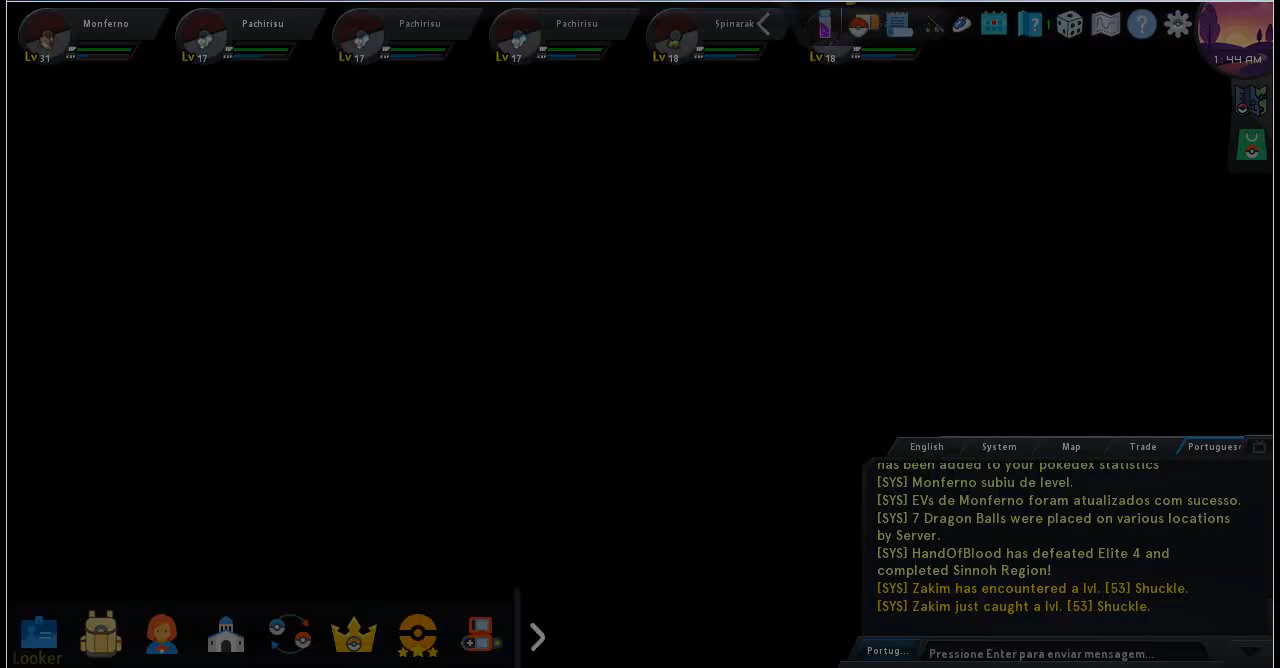 Monferno
Pachirisu
Pachirisu
Pachirisu
Spinarak
Lv 31
Lv 17
Lv 17
Lv 17
Lv 18
Lv 18
1
1:44 AM
English
System
Map
Trade
Portugues
has been added to your pokedex statistics
[SYS] Monferno subiu de level.
[SYS] EVs de Monferno foram atualizados com sucesso.
[SYS] 7 Dragon Balls were placed on various locations
by Server.
[SYS] HandOfBlood has defeated Elite 4 and
completed Sinnoh Region!
[SYS] Zakim has encountered a lvl. [53] Shuckle.
[SYS] Zakim just caught a lvl. [53] Shuckle.
Looker
Portug...
Pressione Enter para enviar mensagem...